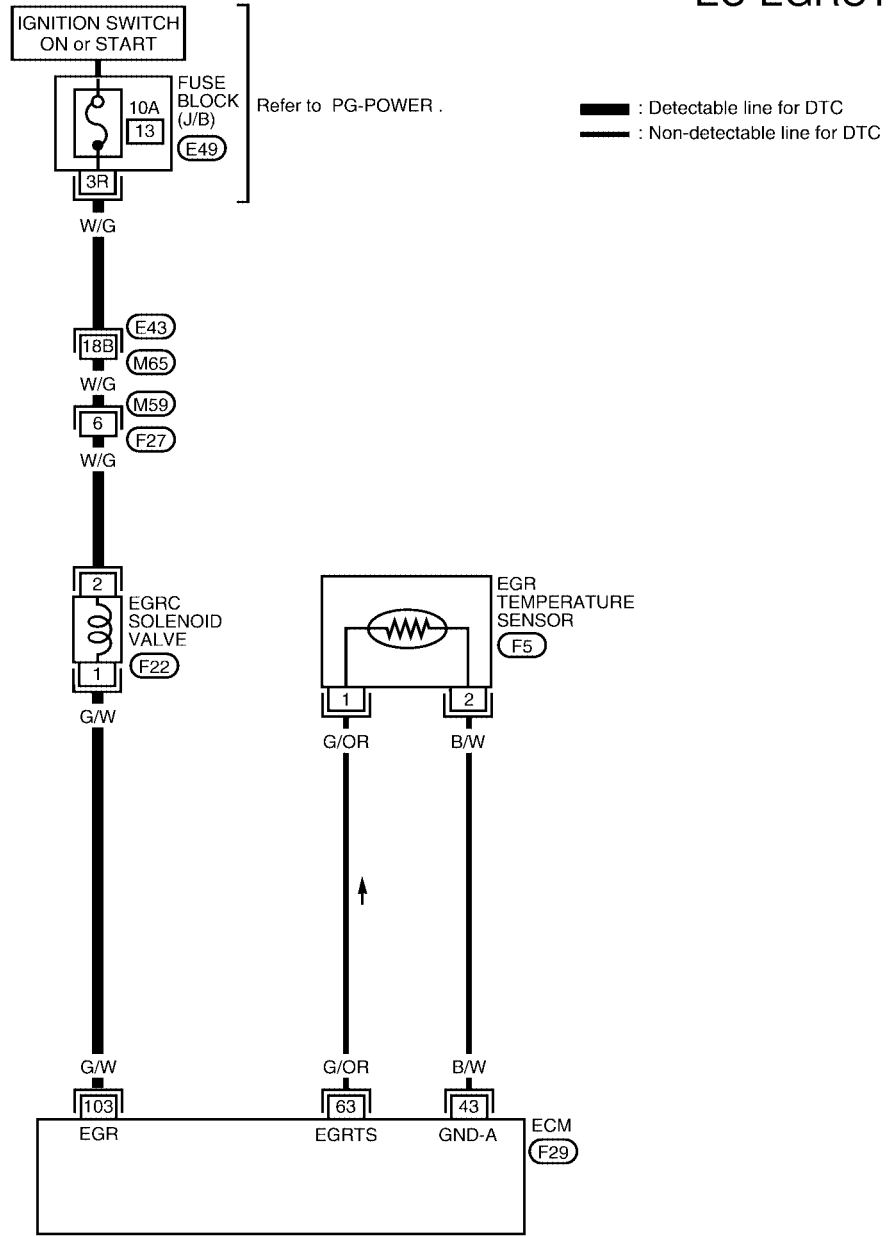 IGNITION SWITCH
ON or START
FUSE
BLOCK
(J/B)
10A
13
E49
Refer to PG-POWER .
: Detectable line for DTC
: Non-detectable line for DTC
3R
W/G
E43
18B
M65
W/G
M59
6
F27
W/G
2
EGRC
SOLENOID
VALVE
F22
1
G/W
EGR
TEMPERATURE
SENSOR
F5
1
2
G/OR
B/W
G/W
G/OR
B/W
103
63
43
EGR
EGRTS
GND-A
ECM
F29